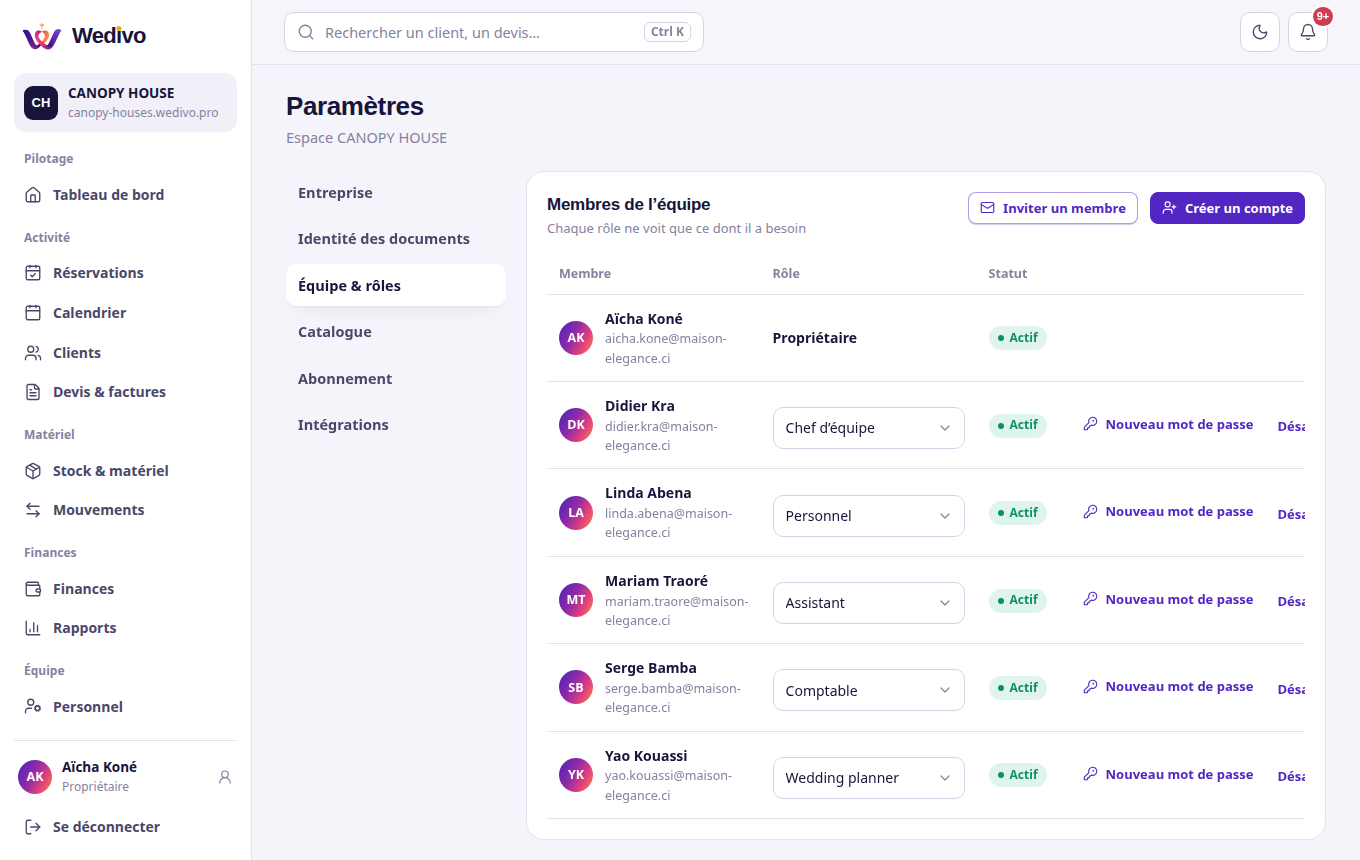 Wedivo
CH
CANOPY HOUSE
canopy-houses.wedivo.pro
Pilotage
Tableau de bord
Activité
Réservations
Calendrier
Clients
Devis & factures
Matériel
Stock & matériel
Mouvements
Finances
Finances
Rapports
Équipe
Personnel
AK
Aïcha Koné
Propriétaire
Se déconnecter
Rechercher un client, un devis...
Ctrl K
9+
Paramètres
Espace CANOPY HOUSE
Entreprise
Identité des documents
Équipe & rôles
Catalogue
Abonnement
Intégrations
Membres de l’équipe
Chaque rôle ne voit que ce dont il a besoin
Inviter un membre
Créer un compte
Membre Rôle Statut
AK
Aïcha Koné
aicha.kone@maison-
elegance.ci
Propriétaire
Actif
DK
Didier Kra
didier.kra@maison-
elegance.ci
Chef d’équipe
Actif
Nouveau mot de passe
Désa
LA
Linda Abena
linda.abena@maison-
elegance.ci
Personnel
Actif
Nouveau mot de passe
Désa
MT
Mariam Traoré
mariam.traore@maison-
elegance.ci
Assistant
Actif
Nouveau mot de passe
Désa
SB
Serge Bamba
serge.bamba@maison-
elegance.ci
Comptable
Actif
Nouveau mot de passe
Désa
YK
Yao Kouassi
yao.kouassi@maison-
elegance.ci
Wedding planner
Actif
Nouveau mot de passe
Désa